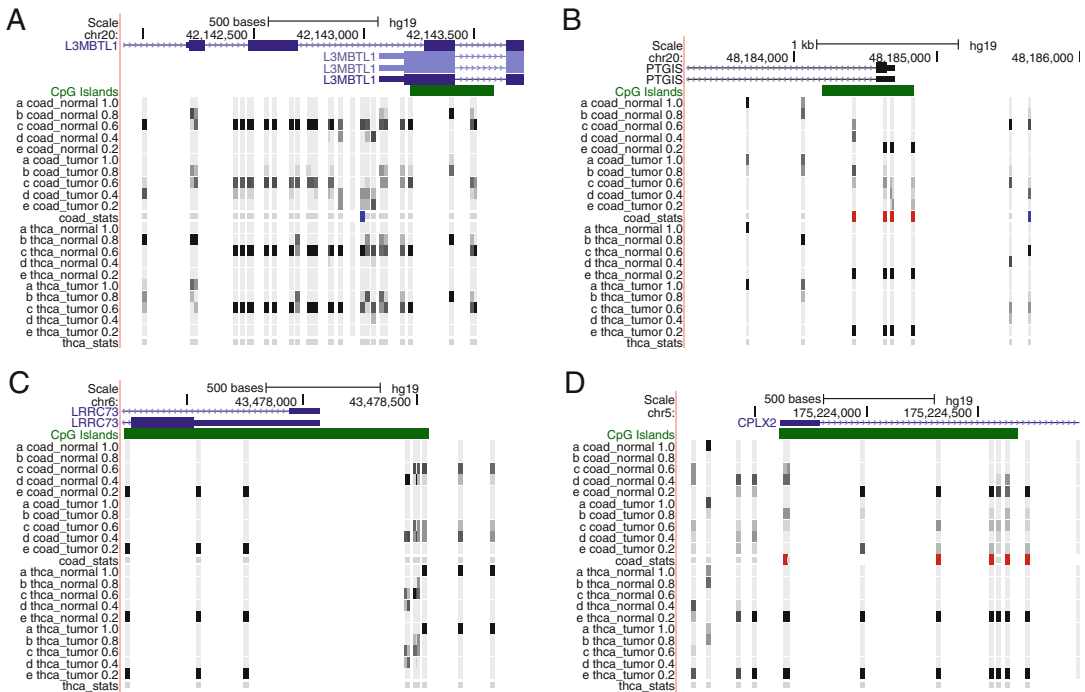 A
Scale
500 bases
hg19
chr20:
42,142,500
42,143,000
42,143,500
L3MBTL1
L3MBTL1
L3MBTL1
L3MBTL1
CpG Islands
a coad_normal 1.0
b coad_normal 0.8
c coad_normal 0.6
d coad_normal 0.4
e coad_normal 0.2
a coad_tumor 1.0
b coad_tumor 0.8
c coad_tumor 0.6
d coad_tumor 0.4
e coad_tumor 0.2
coad_stats
a thca_normal 1.0
b thca_normal 0.8
c thca_normal 0.6
d thca_normal 0.4
e thca_normal 0.2
a thca_tumor 1.0
b thca_tumor 0.8
c thca_tumor 0.6
d thca_tumor 0.4
e thca_tumor 0.2
thca_stats
B
Scale
1 kb
hg19
chr20:
48,184,000
48,185,000
48,186,000
PTGIS
PTGIS
CpG Islands
a coad_normal 1.0
b coad_normal 0.8
c coad_normal 0.6
d coad_normal 0.4
e coad_normal 0.2
a coad_tumor 1.0
b coad_tumor 0.8
c coad_tumor 0.6
d coad_tumor 0.4
e coad_tumor 0.2
coad_stats
a thca_normal 1.0
b thca_normal 0.8
c thca_normal 0.6
d thca_normal 0.4
e thca_normal 0.2
a thca_tumor 1.0
b thca_tumor 0.8
c thca_tumor 0.6
d thca_tumor 0.4
e thca_tumor 0.2
thca_stats
C
Scale
500 bases
hg19
chr6:
43,478,000
43,478,500
LRRC73
LRRC73
CpG Islands
a coad_normal 1.0
b coad_normal 0.8
c coad_normal 0.6
d coad_normal 0.4
e coad_normal 0.2
a coad_tumor 1.0
b coad_tumor 0.8
c coad_tumor 0.6
d coad_tumor 0.4
e coad_tumor 0.2
coad_stats
a thca_normal 1.0
b thca_normal 0.8
c thca_normal 0.6
d thca_normal 0.4
e thca_normal 0.2
a thca_tumor 1.0
b thca_tumor 0.8
c thca_tumor 0.6
d thca_tumor 0.4
e thca_tumor 0.2
thca_stats
D
Scale
500 bases
hg19
chr5:
175,224,000
175,224,500
CPLX2
CpG Islands
a coad_normal 1.0
b coad_normal 0.8
c coad_normal 0.6
d coad_normal 0.4
e coad_normal 0.2
a coad_tumor 1.0
b coad_tumor 0.8
c coad_tumor 0.6
d coad_tumor 0.4
e coad_tumor 0.2
coad_stats
a thca_normal 1.0
b thca_normal 0.8
c thca_normal 0.6
d thca_normal 0.4
e thca_normal 0.2
a thca_tumor 1.0
b thca_tumor 0.8
c thca_tumor 0.6
d thca_tumor 0.4
e thca_tumor 0.2
thca_stats